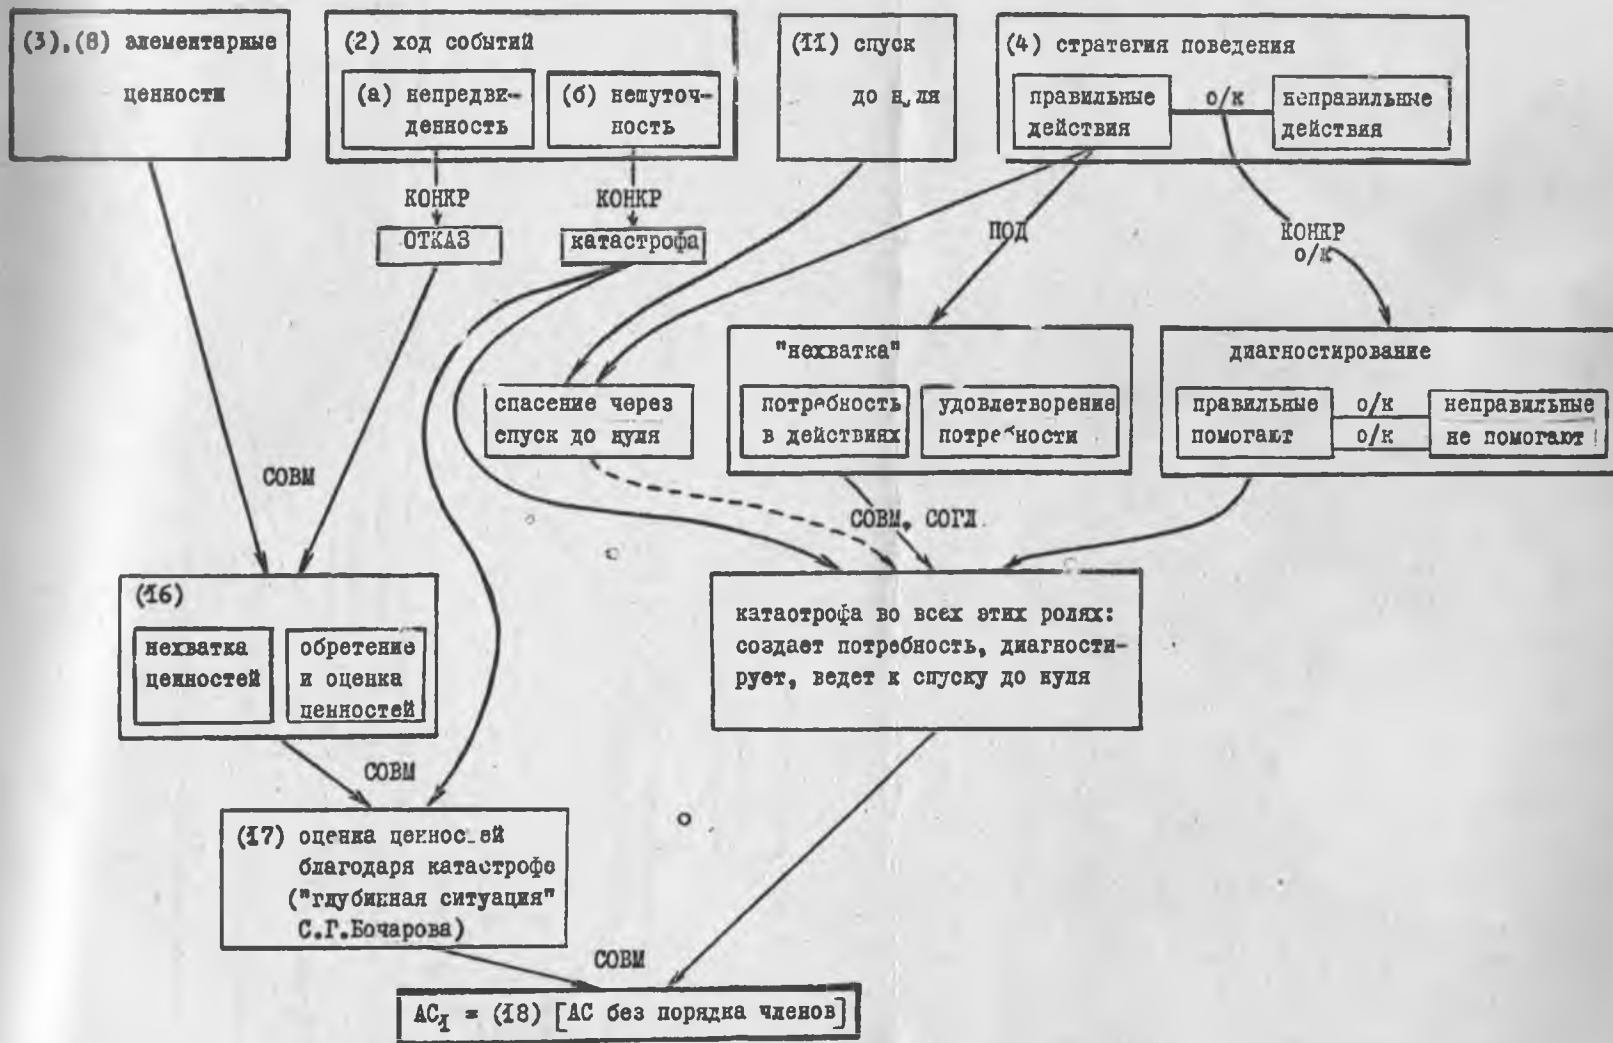 (3),(8) элементарные
ценности
(2) ход событий
(а) непредви-
денность
(б) нешуточ-
ность
(11) спуск
до нуля
(4) стратегия поведения
правильные
действия
о/к
неправильные
действия
КОНКР
КОНКР
ОТКАЗ
катастрофа
ПОД
КОНКР
о/к
"нехватка"
потребность
в действиях
удовлетворение
потребности
диагностирование
правильные
помогают
о/к
о/к
неправильные
не помогают
спасение через
спуск до нуля
СОВМ
СОВМ, СОГЛ
(16)
нехватка
ценностей
обретение
и оценка
ценностей
катаотрофа во всех этих ролях:
создает потребность, диагности-
рует, ведет к спуску до нуля
СОВМ
(17) оценка ценностей
благодаря катастрофе
("глубинная ситуация"
С.Г.Бочарова)
СОВМ
АС1 = (18) [АС без порядка членов]